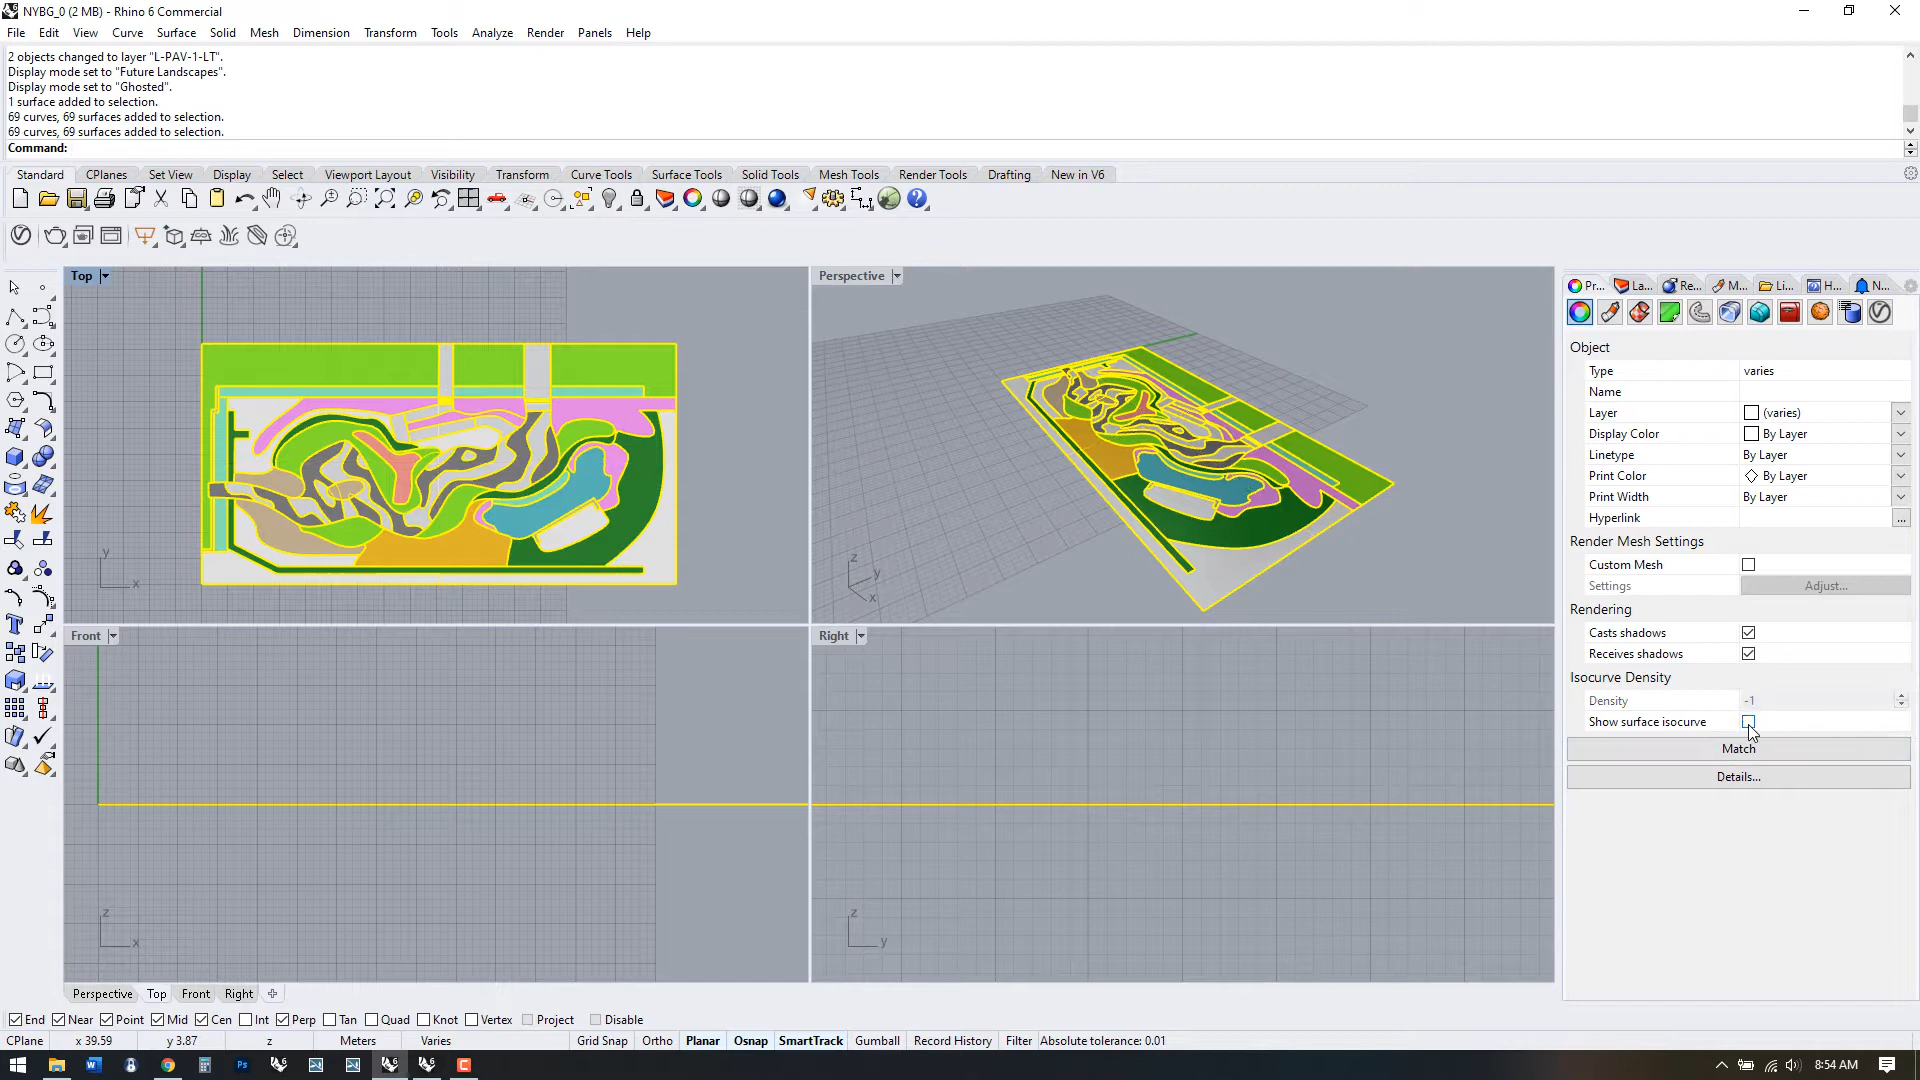 NYBG_0 (2 MB) - Rhino 6 Commercial
File Edit View Curve Surface Solid Mesh Dimension Transform Tools Analyze Render Panels Help
2 objects changed to layer "L-PAV-1-LT".
Display mode set to "Future Landscapes".
Display mode set to "Ghosted".
1 surface added to selection.
69 curves, 69 surfaces added to selection.
69 curves, 69 surfaces added to selection.
Command:
Standard CPlanes Set View Display Select Viewport Layout Visibility Transform Curve Tools Surface Tools Solid Tools Mesh Tools Render Tools Drafting New in V6
Top
Perspective
Pr... La... Re... M... Li... H... N...
Object
Type varies
Name
Layer (varies)
Display Color By Layer
Linetype By Layer
Print Color By Layer
Print Width By Layer
Hyperlink ...
Render Mesh Settings
Custom Mesh
Settings Adjust...
Rendering
Casts shadows
Receives shadows
Isocurve Density
Density -1
Show surface isocurve
Match
Details...
y
x
z
y
x
Front
Right
z
x
z
y
Perspective Top Front Right
End Near Point Mid Cen Int Perp Tan Quad Knot Vertex Project Disable
CPlane x 39.59 y 3.87 z Meters Varies Grid Snap Ortho Planar Osnap SmartTrack Gumball Record History Filter Absolute tolerance: 0.01
8:54 AM